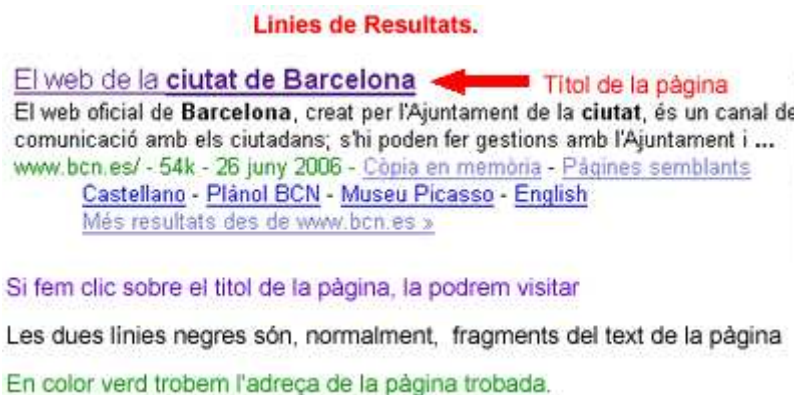 Linies de Resultats.
El web de la ciutat de Barcelona Títol de la pàgina
El web oficial de Barcelona, creat per l'Ajuntament de la ciutat, és un canal de
comunicació amb els ciutadans; s'hi poden fer gestions amb l'Ajuntament i ...
www.bcn.es/ - 54k - 26 juny 2006 - Còpia en memòria - Pàgines semblants
Castellano - Plànol BCN - Museu Picasso - English
Més resultats des de www.bcn.es »
Si fem clic sobre el titol de la pàgina, la podrem visitar
Les dues línies negres són, normalment, fragments del text de la pàgina
En color verd trobem l'adreça de la pàgina trobada.